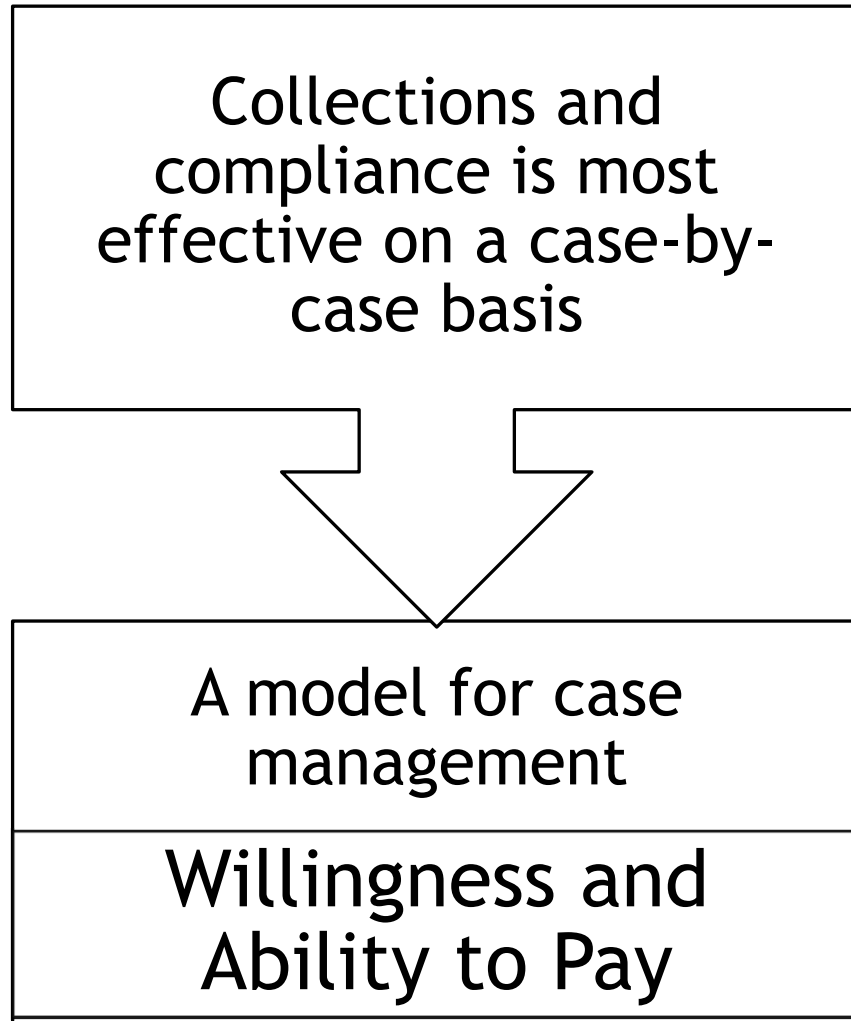 Collections and
compliance is most
effective on a case-by-
case basis
A model for case
management
Willingness and
Ability to Pay